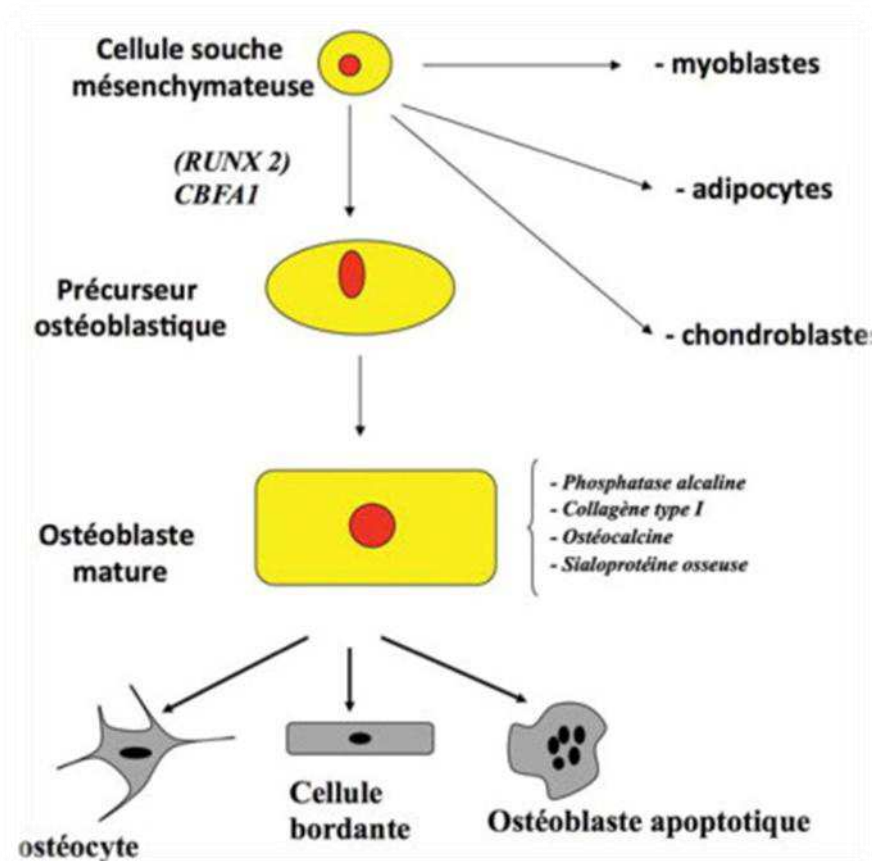 Cellule souche
mésenchymateuse
- myoblastes
(RUNX 2)
CBFA1
- adipocytes
Précurseur
ostéoblastique
- chondroblastes
- Phosphatase alcaline
- Collagène type I
- Ostéocalcine
- Sialoprotéine osseuse
Ostéoblaste
mature
ostéocyte
Cellule
bordante
Ostéoblaste apoptotique